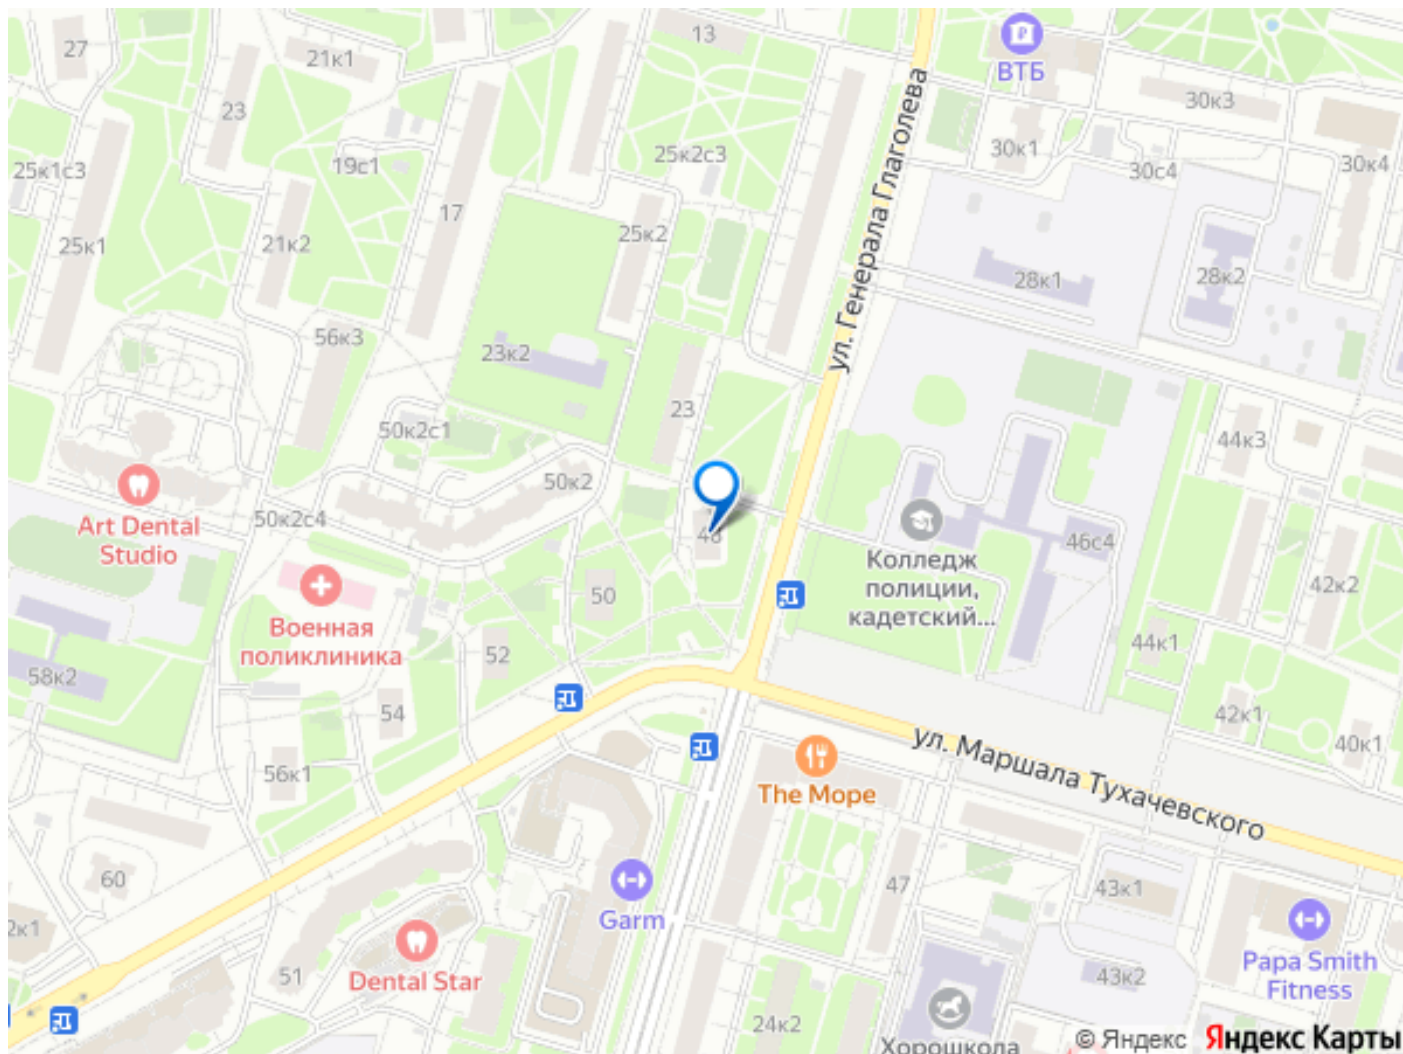 13
27
21к1
ВТБ
30к3
23
25к1с3
19с1
25к2с3
30к1
30с4
30к4
ул. Генерала Глаголева
17
25к1
21к2
25к2
28к1
28к2
56к3
23к2
23
50к2с1
44к3
50к2
Art Dental
Studio
50к2с4
48
46с4
Колледж
полиции,
кадетский...
50
42к2
Военная
поликлиника
52
44к1
58к2
54
42к1
40к1
ул. Маршала Тухачевского
56к1
The Mope
60
47
43к1
Garm
2к1
51
Dental Star
43к2
Papa Smith
Fitness
24к2
Хорошкола
© Яндекс Яндекс Карты